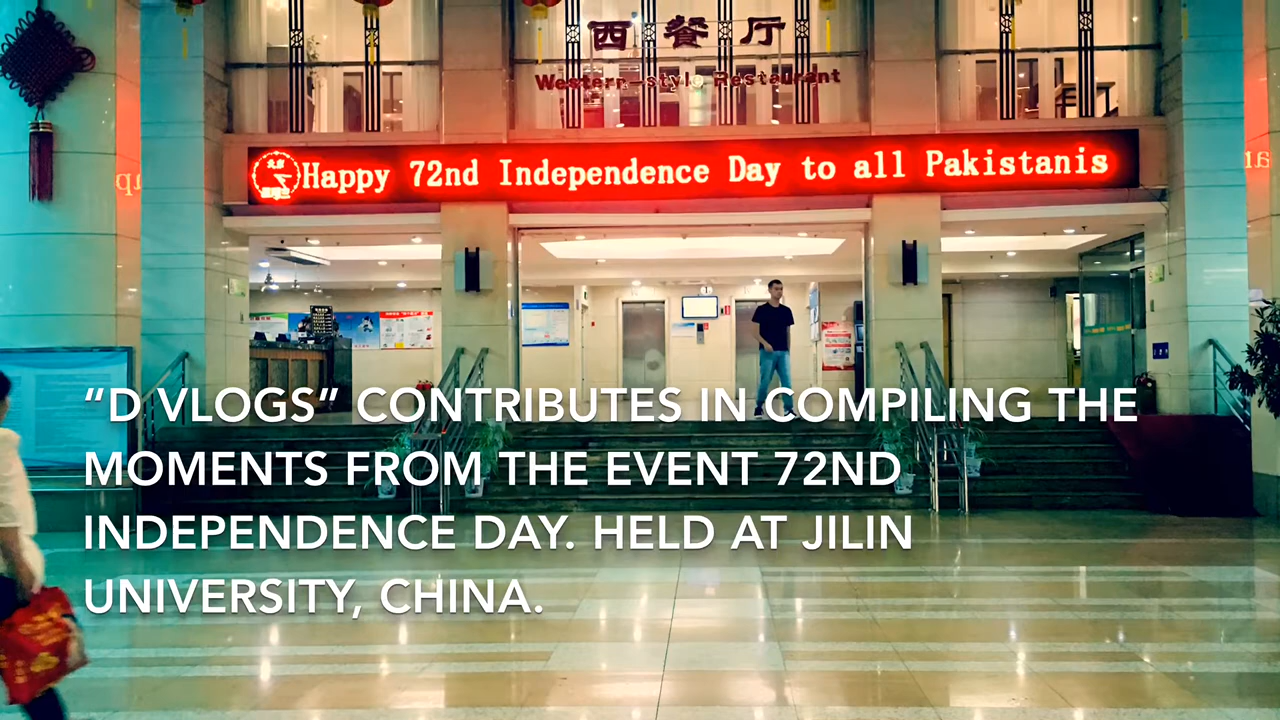 西餐厅
Western-style Restaurant
Happy 72nd Independence Day to all Pakistanis
“D VLOGS” CONTRIBUTES IN COMPILING THE
MOMENTS FROM THE EVENT 72ND
INDEPENDENCE DAY. HELD AT JILIN
UNIVERSITY, CHINA.